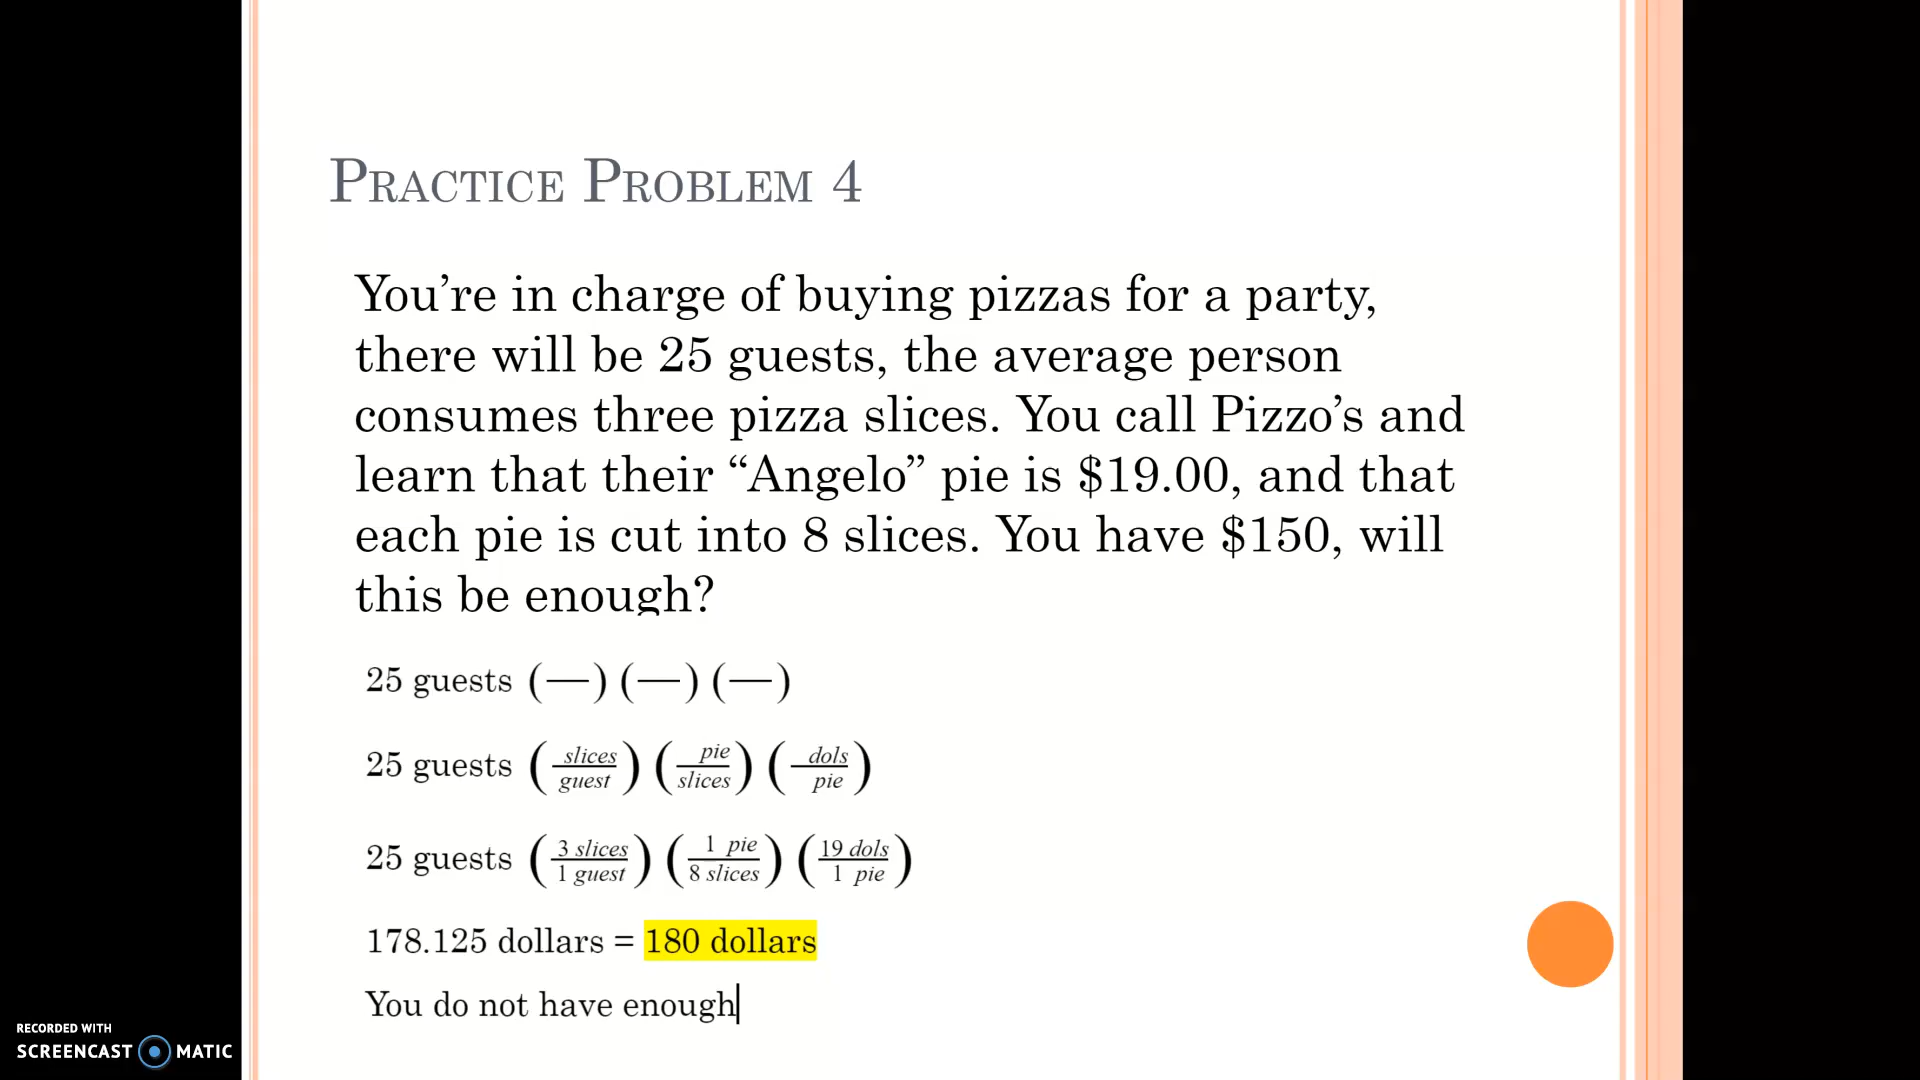 PRACTICE PROBLEM 4
You’re in charge of buying pizzas for a party,
there will be 25 guests, the average person
consumes three pizza slices. You call Pizzo’s and
learn that their “Angelo” pie is $19.00, and that
each pie is cut into 8 slices. You have $150, will
this be enough?
25 guests (—) (—) (—)
25 guests ( slices/guest ) ( pie/slices ) ( dols/pie )
25 guests ( 3 slices/1 guest ) ( 1 pie/8 slices ) ( 19 dols/1 pie )
178.125 dollars = 180 dollars
You do not have enough
RECORDED WITH
SCREENCAST MATIC